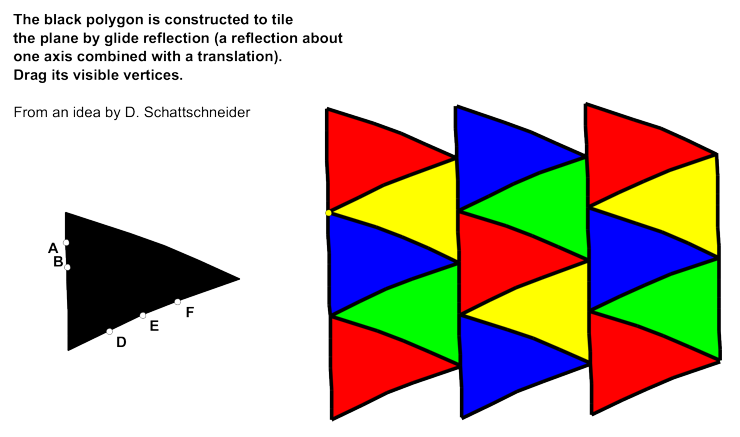 The black polygon is constructed to tile
the plane by glide reflection (a reflection about
one axis combined with a translation).
Drag its visible vertices.
From an idea by D. Schattschneider
A
B
F
E
D